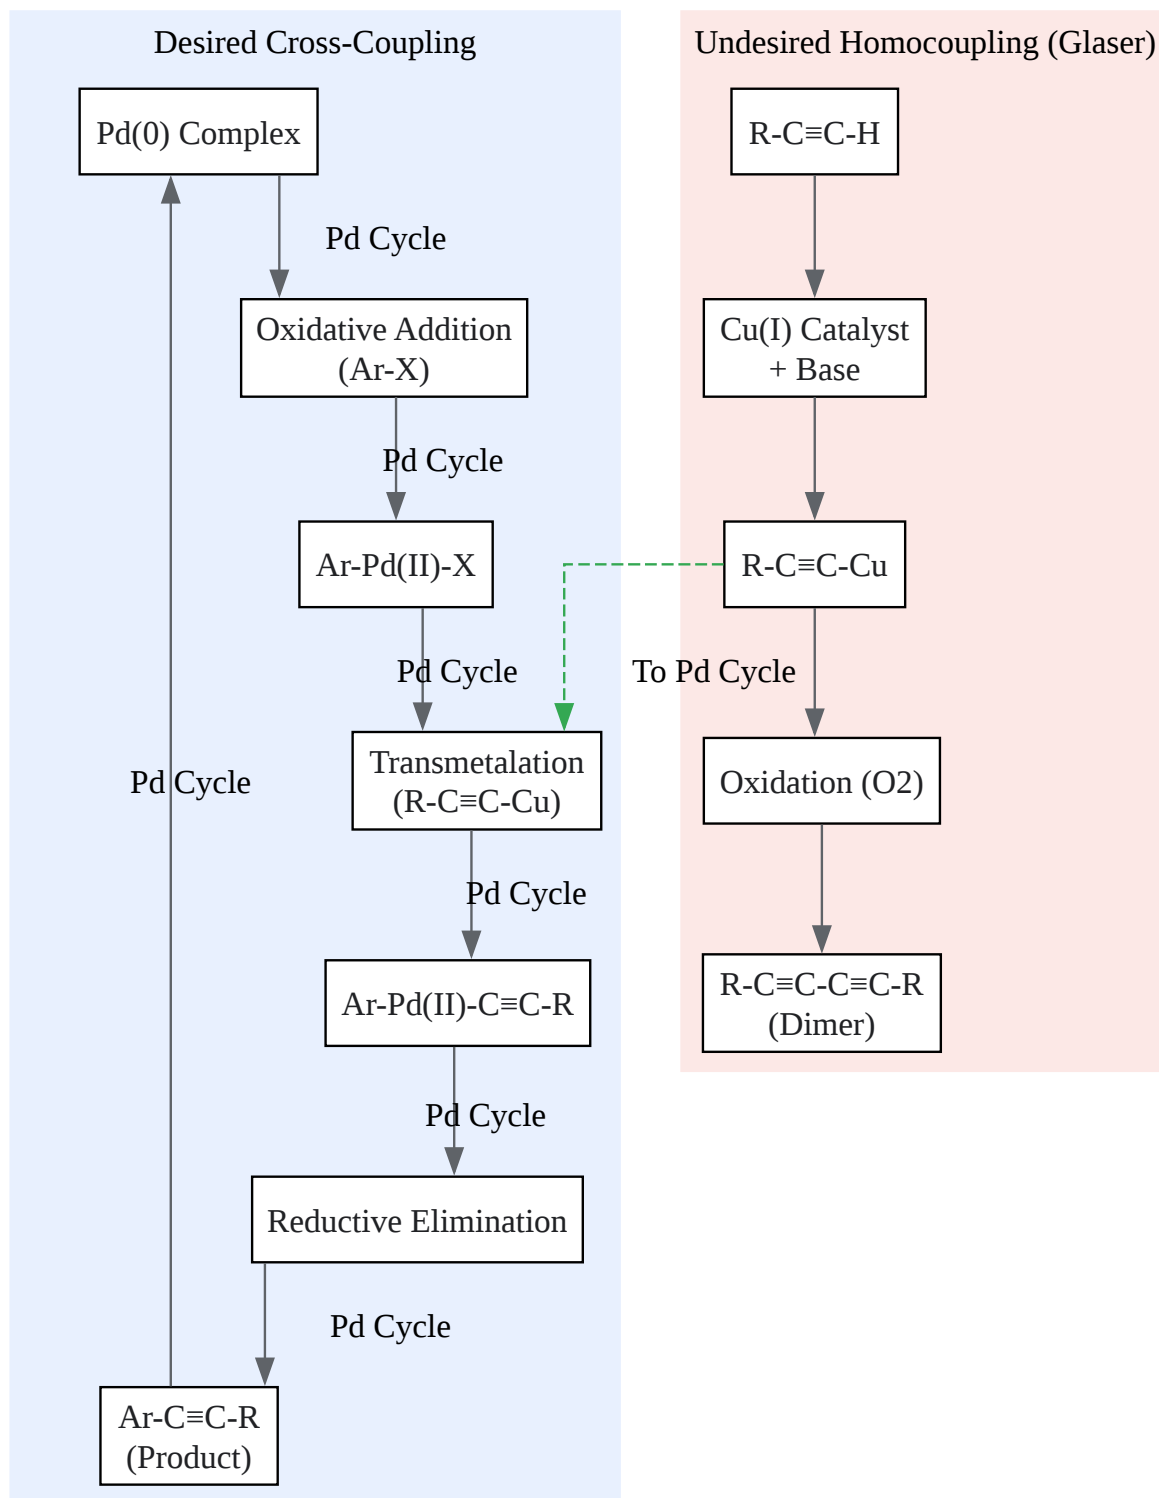 Desired Cross-Coupling
Pd(0) Complex
Pd Cycle
Oxidative Addition
(Ar-X)
Pd Cycle
Ar-Pd(II)-X
Pd Cycle
Transmetalation
(R-C≡C-Cu)
Pd Cycle
Pd Cycle
Ar-Pd(II)-C≡C-R
Pd Cycle
Reductive Elimination
Pd Cycle
Ar-C≡C-R
(Product)
Undesired Homocoupling (Glaser)
R-C≡C-H
Cu(I) Catalyst
+ Base
R-C≡C-Cu
To Pd Cycle
Oxidation (O2)
R-C≡C-C≡C-R
(Dimer)